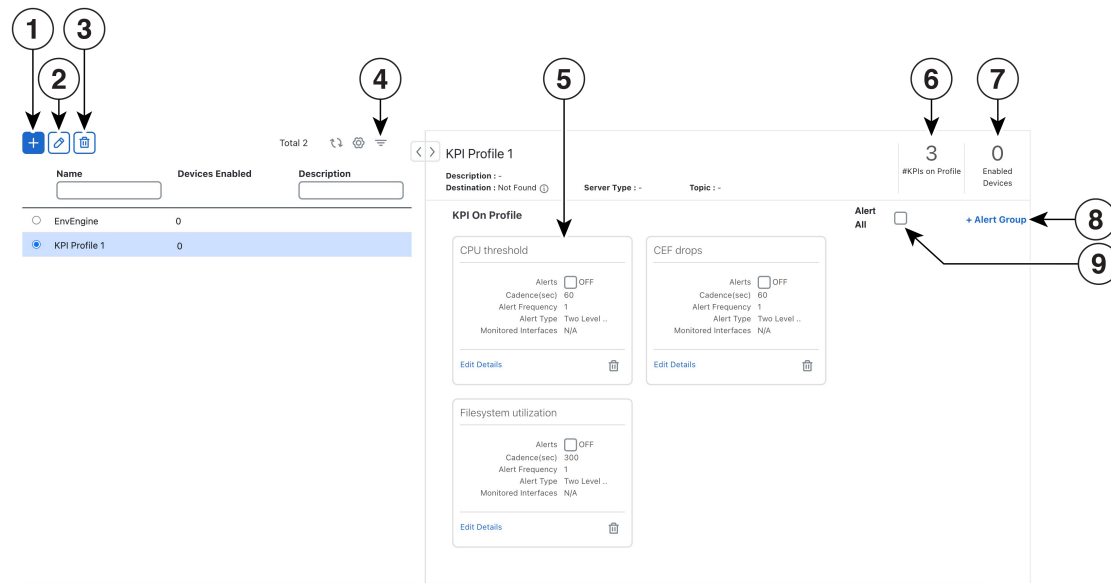 1
3
2
4
5
6
7
+
Total 2
KPI Profile 1
3
0
#KPIs on Profile
Enabled
Devices
Name
Devices Enabled
Description
Description : -
Destination : Not Found
Server Type : -
Topic : -
EnvEngine
0
KPI Profile 1
0
KPI On Profile
Alert
All
+ Alert Group
8
9
CPU threshold
Alerts OFF
Cadence(sec) 60
Alert Frequency 1
Alert Type Two Level ..
Monitored Interfaces N/A
Edit Details
CEF drops
Alerts OFF
Cadence(sec) 60
Alert Frequency 1
Alert Type Two Level ..
Monitored Interfaces N/A
Edit Details
Filesystem utilization
Alerts OFF
Cadence(sec) 300
Alert Frequency 1
Alert Type Two Level ..
Monitored Interfaces N/A
Edit Details